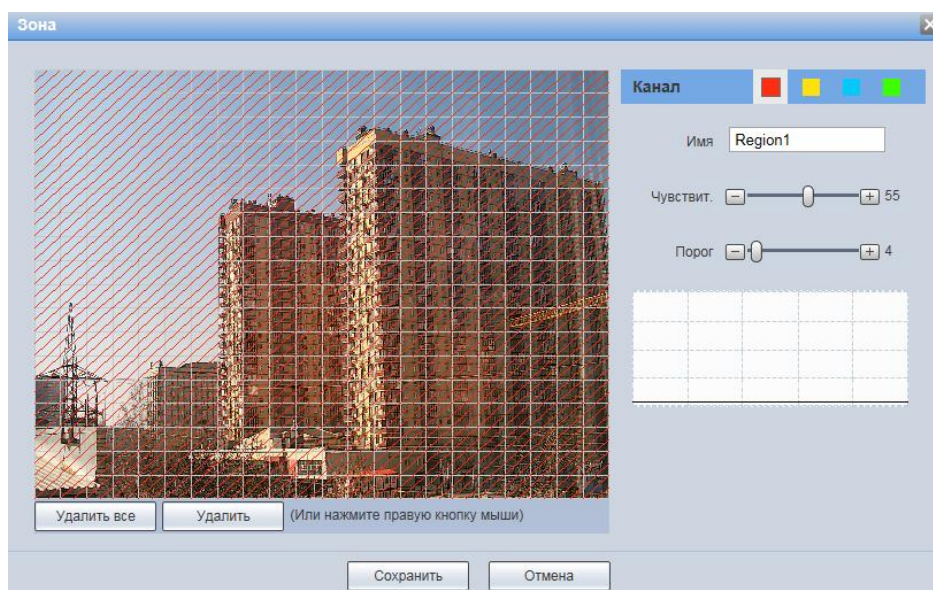 Зона
Канал
Имя Region1
Чувствит. 55
Порог 4
Удалить все Удалить (Или нажмите правую кнопку мыши)
Сохранить Отмена